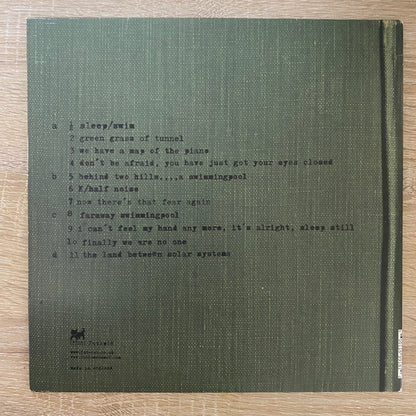 a 1 sleep/swim
2 green grass of tunnel
3 we have a map of the piano
4 don't be afraid, you have just got your eyes closed
b 5 behind two hills....a swimmingpool
6 K/half noise
7 now there's that fear again
c 8 faraway swimmingpool
9 i can't feel my hand any more, it's alright, sleep still
10 finally we are no one
d 11 the land between solar systems
made in england